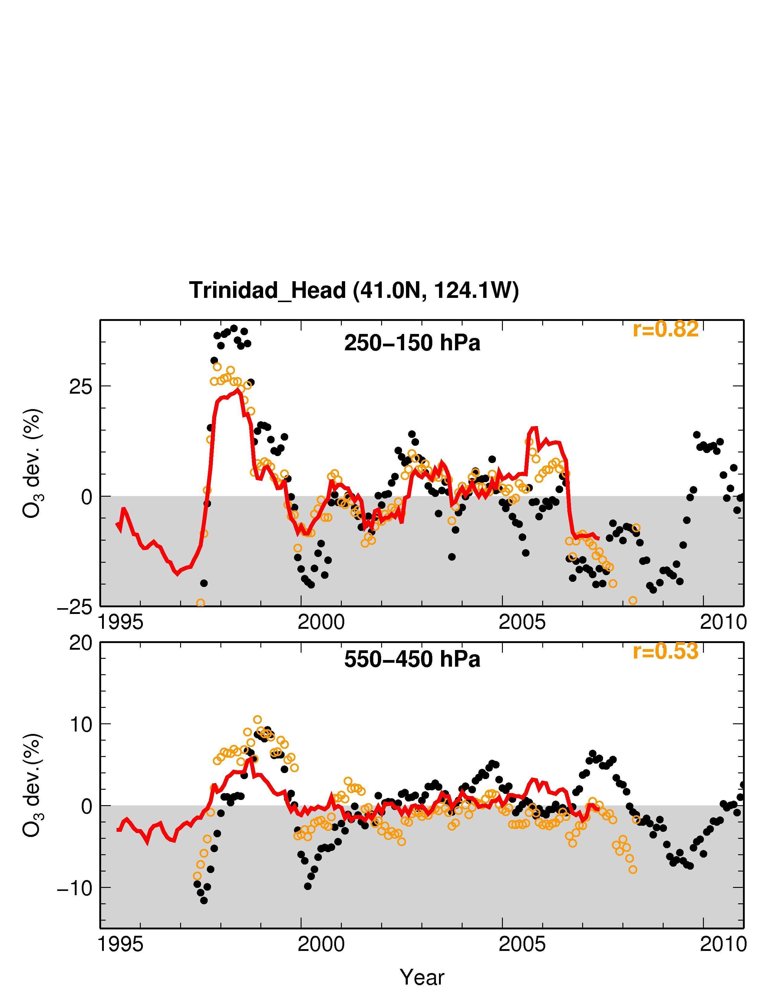 Trinidad_Head (41.0N, 124.1W)
250−150 hPa
r=0.82
O3 dev. (%)
25
0
−25
1995
2000
2005
2010
550−450 hPa
r=0.53
O3 dev.(%)
20
10
0
−10
1995
2000
2005
2010
Year